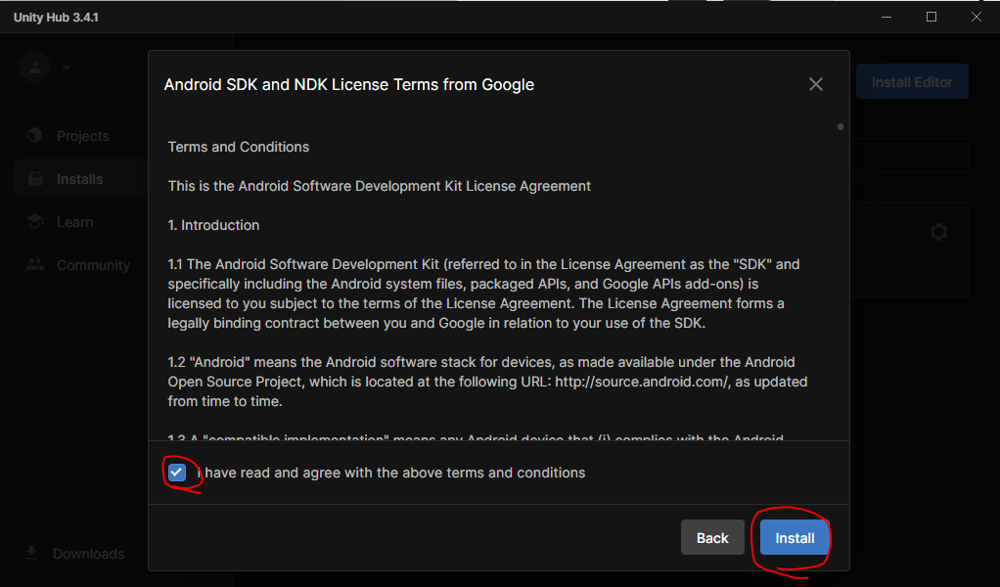 Unity Hub 3.4.1
Android SDK and NDK License Terms from Google
Install Editor
Projects
Installs
Learn
Community
Terms and Conditions
This is the Android Software Development Kit License Agreement
1. Introduction
1.1 The Android Software Development Kit (referred to in the License Agreement as the "SDK" and
specifically including the Android system files, packaged APIs, and Google APIs add-ons) is
licensed to you subject to the terms of the License Agreement. The License Agreement forms a
legally binding contract between you and Google in relation to your use of the SDK.
1.2 "Android" means the Android software stack for devices, as made available under the Android
Open Source Project, which is located at the following URL: http://source.android.com/, as updated
from time to time.
1.3 A "compatible implementation" means any Android device that (i) complies with the Android
I have read and agree with the above terms and conditions
Back
Install
Downloads